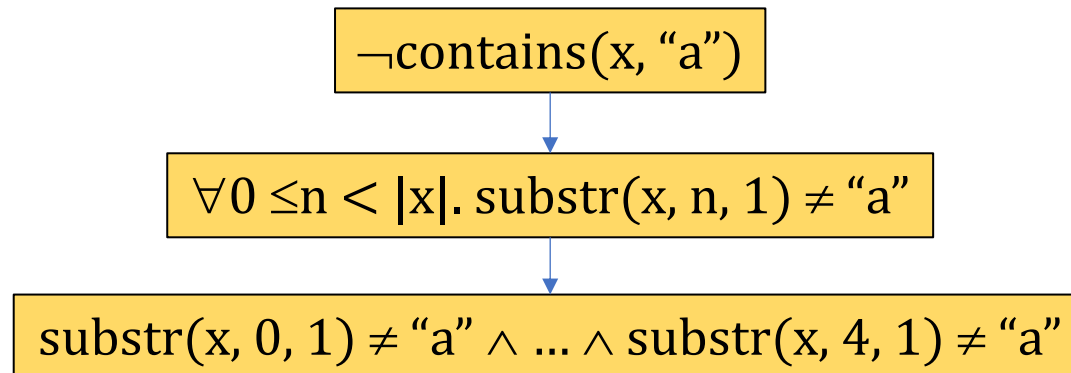 ¬contains(x, “a”)
∀0 ≤n < |x|. substr(x, n, 1) ≠ “a”
substr(x, 0, 1) ≠ “a” ∧ ... ∧ substr(x, 4, 1) ≠ “a”